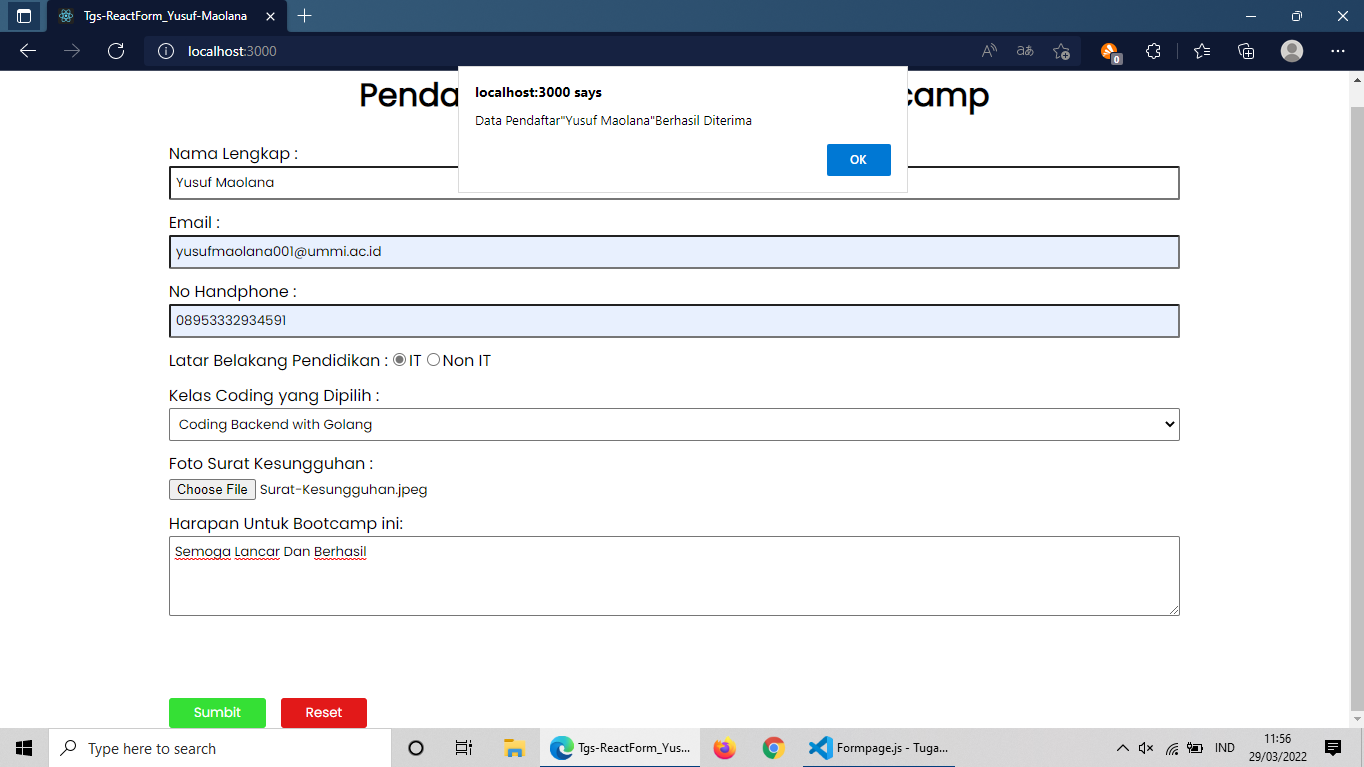 Tgs-ReactForm_Yusuf-Maolana
localhost:3000
0
Penda
camp
localhost:3000 says
Data Pendaftar"Yusuf Maolana"Berhasil Diterima
OK
Nama Lengkap :
Yusuf Maolana
Email :
yusufmaolana001@ummi.ac.id
No Handphone :
08953332934591
Latar Belakang Pendidikan : IT Non IT
Kelas Coding yang Dipilih :
Coding Backend with Golang
Foto Surat Kesungguhan :
Choose File Surat-Kesungguhan.jpeg
Harapan Untuk Bootcamp ini:
Semoga Lancar Dan Berhasil
Sumbit Reset
Type here to search
Tgs-ReactForm_Yus...
Formpage.js - Tuga...
IND
11:56
29/03/2022